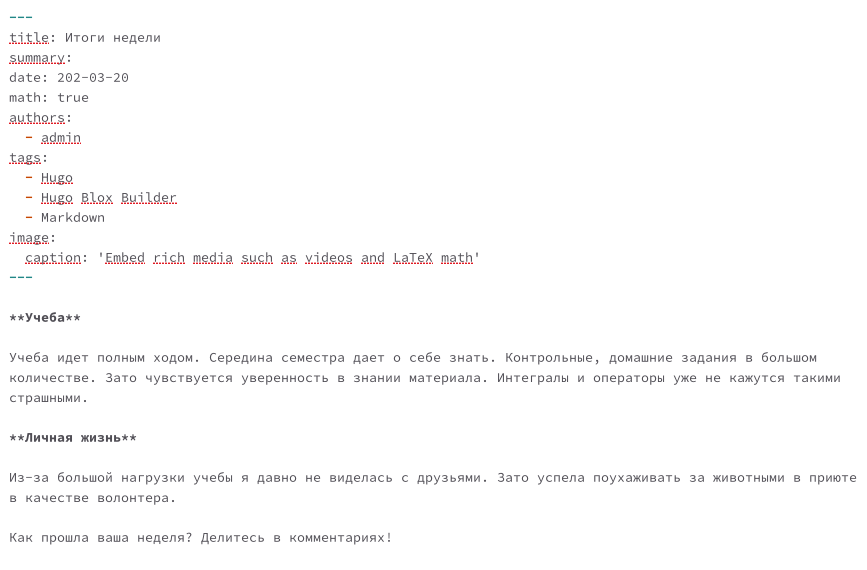 ---
title: Итоги недели
summary:
date: 202-03-20
math: true
authors:
  - admin
tags:
  - Hugo
  - Hugo Blox Builder
  - Markdown
image:
  caption: 'Embed rich media such as videos and LaTeX math'
---
**Учеба**
Учеба идет полным ходом. Середина семестра дает о себе знать. Контрольные, домашние задания в большом
количестве. Зато чувствуется уверенность в знании материала. Интегралы и операторы уже не кажутся такими
страшными.
**Личная жизнь**
Из-за большой нагрузки учебы я давно не виделась с друзьями. Зато успела поухаживать за животными в приюте
в качестве волонтера.
Как прошла ваша неделя? Делитесь в комментариях!